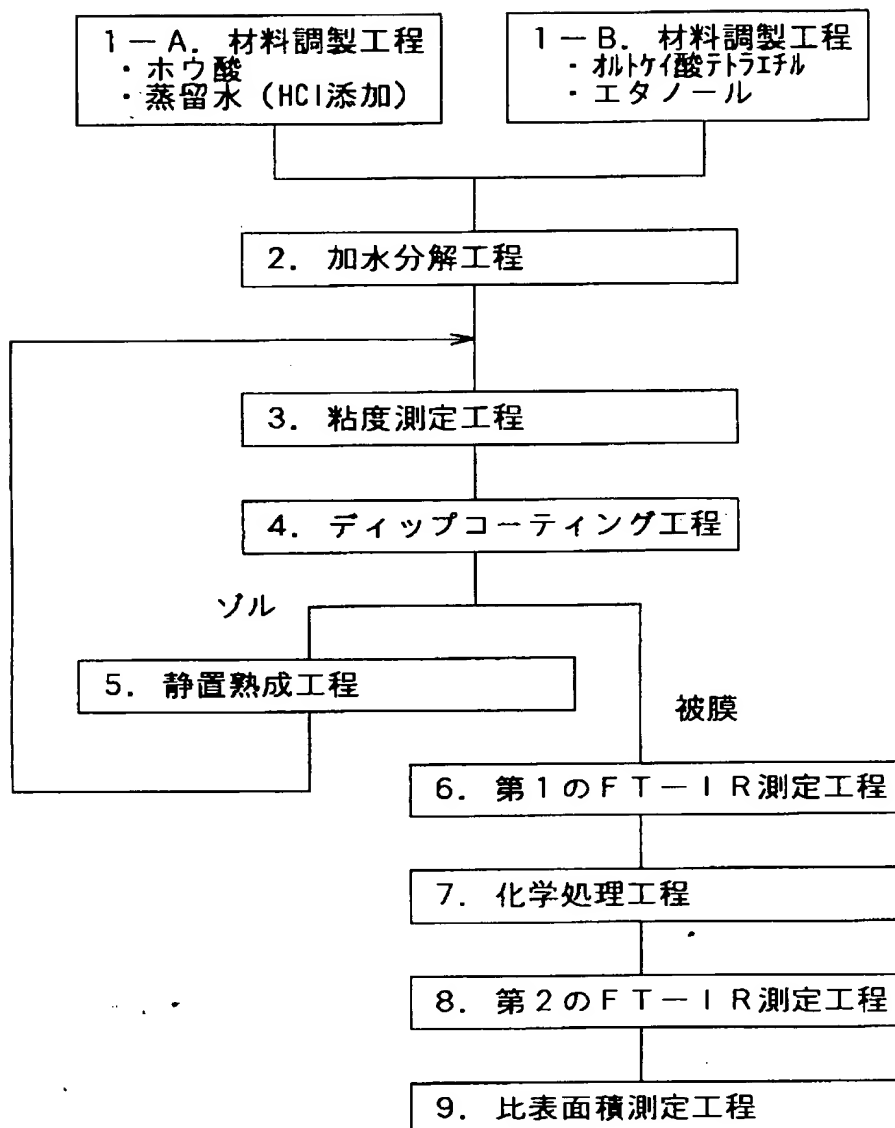 1－A．材料調製工程
・ホウ酸
・蒸留水（HCl添加）
1－B．材料調製工程
・オルトケイ酸テトラエチル
・エタノール
2．加水分解工程
3．粘度測定工程
4．ディップコーティング工程
ゾル
5．静置熟成工程
被膜
6．第1のFT－IR測定工程
7．化学処理工程
8．第2のFT－IR測定工程
9．比表面積測定工程